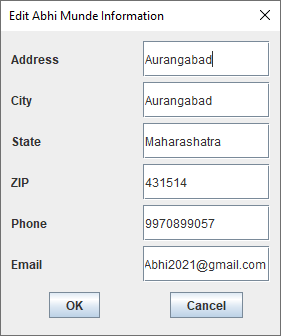 Edit Abhi Munde Information
Address Aurangabad
City Aurangabad
State Maharashatra
ZIP 431514
Phone 9970899057
Email Abhi2021@gmail.com
OK Cancel